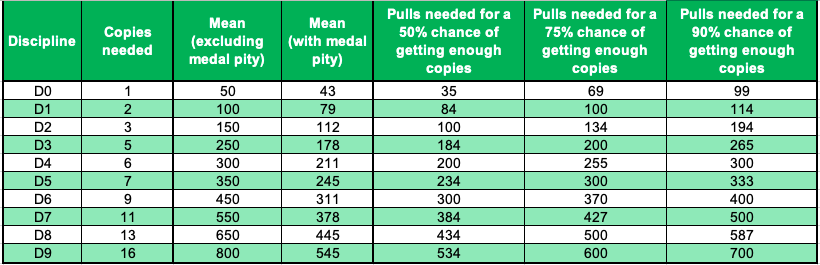 Discipline Copies needed Mean (excluding medal pity) Mean (with medal pity) Pulls needed for a 50% chance of getting enough copies Pulls needed for a 75% chance of getting enough copies Pulls needed for a 90% chance of getting enough copies
D0 1 50 43 35 69 99
D1 2 100 79 84 100 114
D2 3 150 112 100 134 194
D3 5 250 178 184 200 265
D4 6 300 211 200 255 300
D5 7 350 245 234 300 333
D6 9 450 311 300 370 400
D7 11 550 378 384 427 500
D8 13 650 445 434 500 587
D9 16 800 545 534 600 700